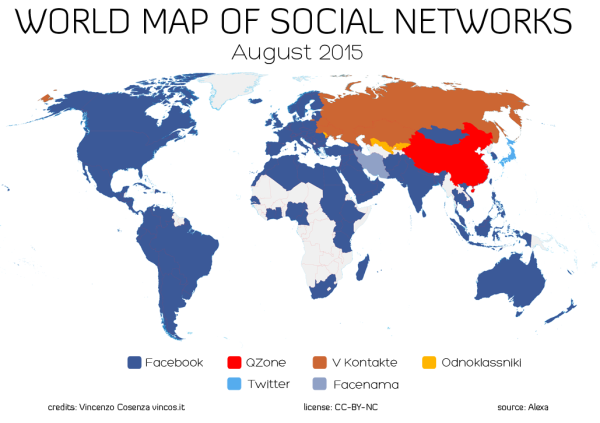 WORLD MAP OF SOCIAL NETWORKS
August 2015
Facebook QZone V Kontakte Odnoklassniki
Twitter Facenama
credits: Vincenzo Cosenza vincos.it license: CC-BY-NC source: Alexa